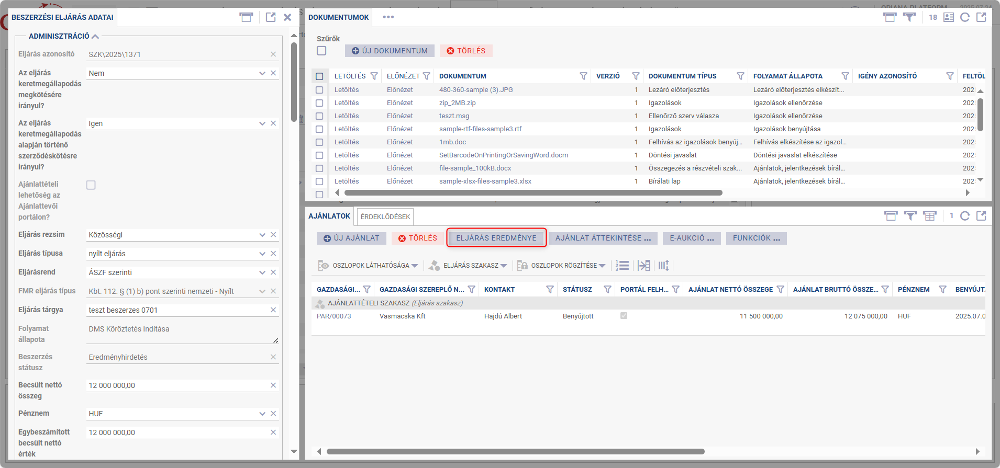 BESZERZÉSI ELJÁRÁS ADATAI
ADMINISZTRÁCIÓ
Eljárás azonosító
SZK\2025\1371
Az eljárás keretmegállapodás megkötésére irányul?
Nem
Az eljárás keretmegállapodás alapján történő szerződéskötésre irányul?
Igen
Ajánlattételi lehetőség az Ajánlattevői portálon?
Eljárás rezsim
Közösségi
Eljárás típusa
nyílt eljárás
Eljárásrend
ÁSZF szerinti
FMR eljárás típus
Kbt. 112. § (1) b) pont szerinti nemzeti - Nyílt
Eljárás tárgya
teszt beszerzes 0701
Folyamat állapota
DMS Köröztetés Indítása
Beszerzés státusz
Eredményhirdetés
Becsült nettó összeg
12 000 000,00
Pénznem
HUF
Egybeszámított becsült nettó érték
12 000 000,00
DOKUMENTUMOK
18
Szűrők
ÚJ DOKUMENTUM
TÖRLÉS
LETÖLTÉS ELŐNÉZET DOKUMENTUM VERZIÓ DOKUMENTUM TÍPUS FOLYAMAT ÁLLAPOTA IGÉNY AZONOSÍTÓ FELTÖL
Letöltés Előnézet 480-360-sample (3).JPG 1 Lezáró előterjesztés Lezáró előterjesztés elkészít... 202
Letöltés Előnézet zip_2MB.zip 1 Igazolások Igazolások ellenőrzése 202
Letöltés Előnézet teszt.msg 1 Ellenőrző szerv válasza Igazolások ellenőrzése 202
Letöltés Előnézet sample-rtf-files-sample3.rtf 1 Igazolások Igazolások benyújtása 202
Letöltés Előnézet 1mb.doc 1 Felhívás az igazolások benyúj... Felhívás elkészítése az igazol... 202
Letöltés Előnézet SetBarcodeOnPrintingOrSavingWord.docm 1 Döntési javaslat Döntési javaslat elkészítése 202
Letöltés Előnézet file-sample_100kB.docx 1 Összegezés a részvételi szak... Ajánlatok, jelentkezések bírál... 202
Letöltés Előnézet sample-xlsx-files-sample3.xlsx 1 Bírálati lap Ajánlatok, jelentkezések bírál... 202
AJÁNLATOK
ÉRDEKLŐDÉSEK
1
ÚJ AJÁNLAT
TÖRLÉS
ELJÁRÁS EREDMÉNYE
AJÁNLAT ÁTTEKINTÉSE ...
E-AUKCIÓ ...
FUNKCIÓK ...
OSZLOPOK LÁTHATÓSÁGA
ELJÁRÁS SZAKASZ
OSZLOPOK RÖGZÍTÉSE
GAZDASÁGI... GAZDASÁGI SZEREPLŐ N... KONTAKT STÁTUSZ PORTÁL FELH... AJÁNLAT NETTÓ ÖSSZEGE AJÁNLAT BRUTTÓ ÖSSZE... PÉNZNEM BENYÚJT
AJÁNLATTÉTELI SZAKASZ (Eljárás szakasz)
PAR/00073 Vasmacska Kft Hajdú Albert Benyújtott 11 500 000,00 12 075 000,00 HUF 2025.07.0